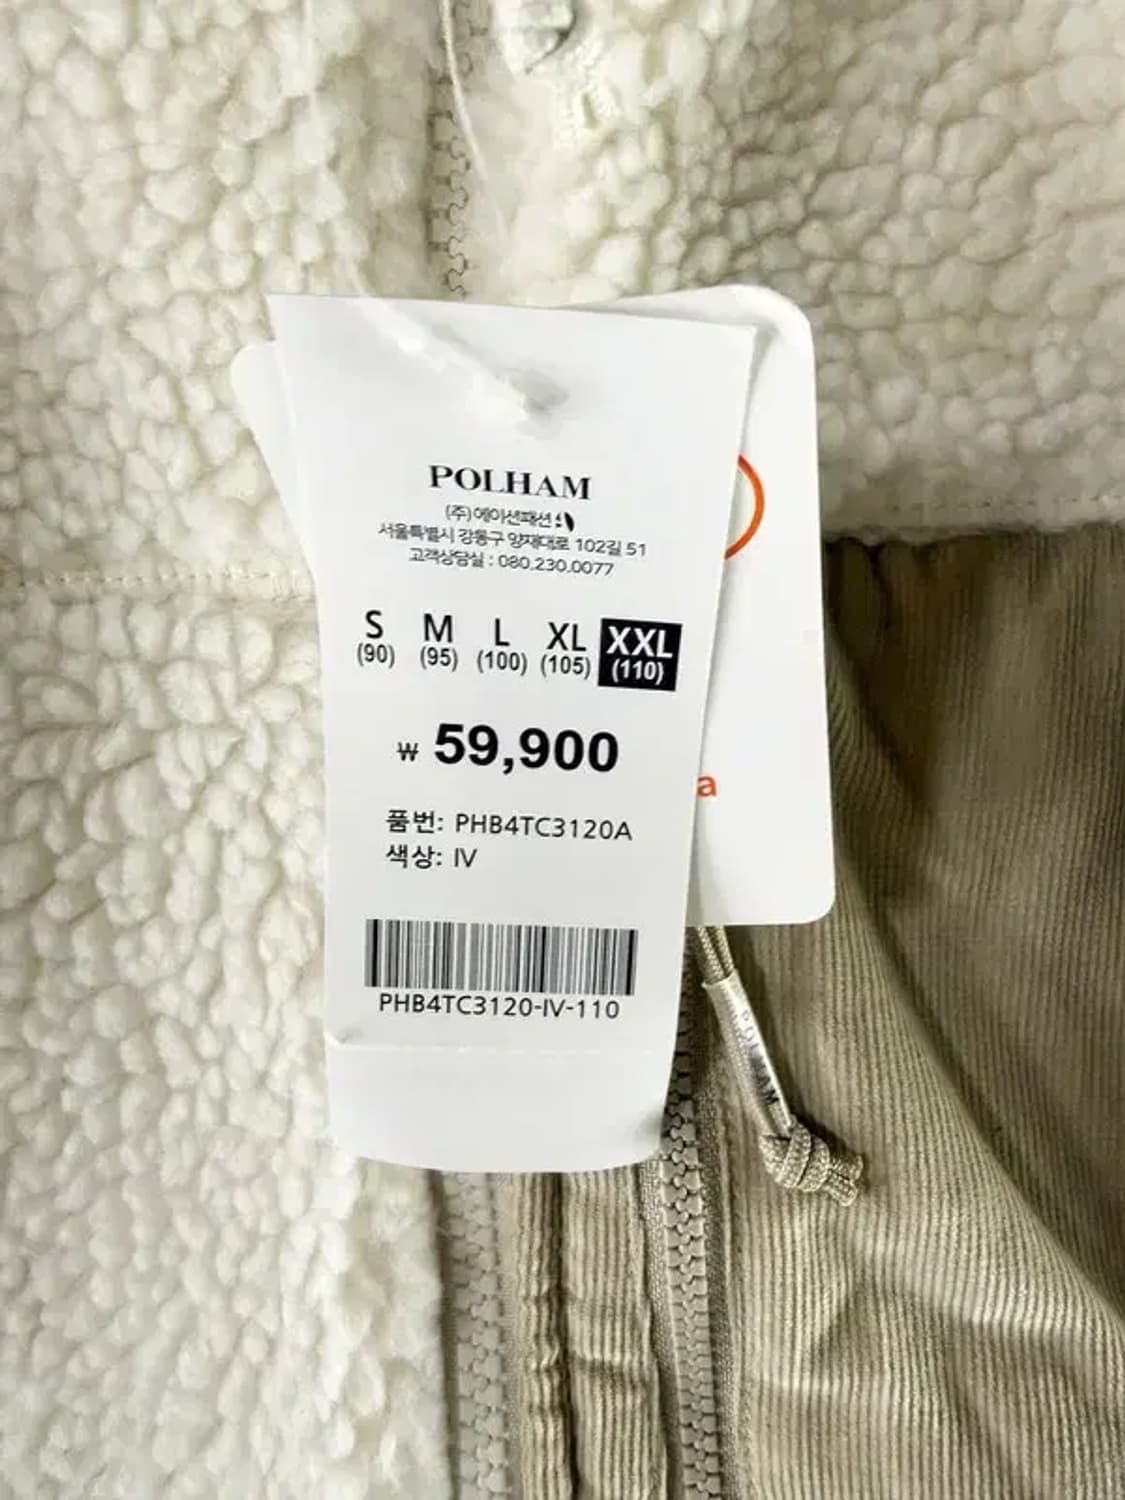 POLHAM
(주)에이션패션
서울특별시 강동구 양재대로 102길 51
고객상담실 : 080.230.0077
S M L XL XXL
(90) (95) (100) (105) (110)
₩ 59,900
품번: PHB4TC3120A
색상: IV
PHB4TC3120-IV-110
a
POLHAM